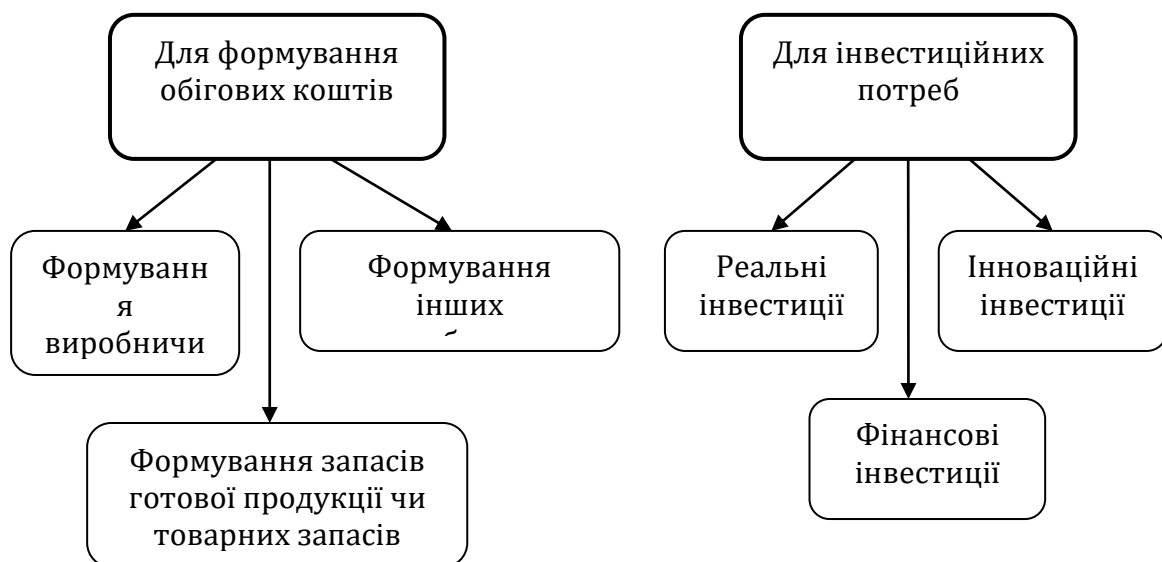 Для формування
обігових коштів
Для інвестиційних
потреб
Формуванн
я
виробничи
Формування
інших
Реальні
інвестиції
Інноваційні
інвестиції
Формування запасів
готової продукції чи
товарних запасів
Фінансові
інвестиції